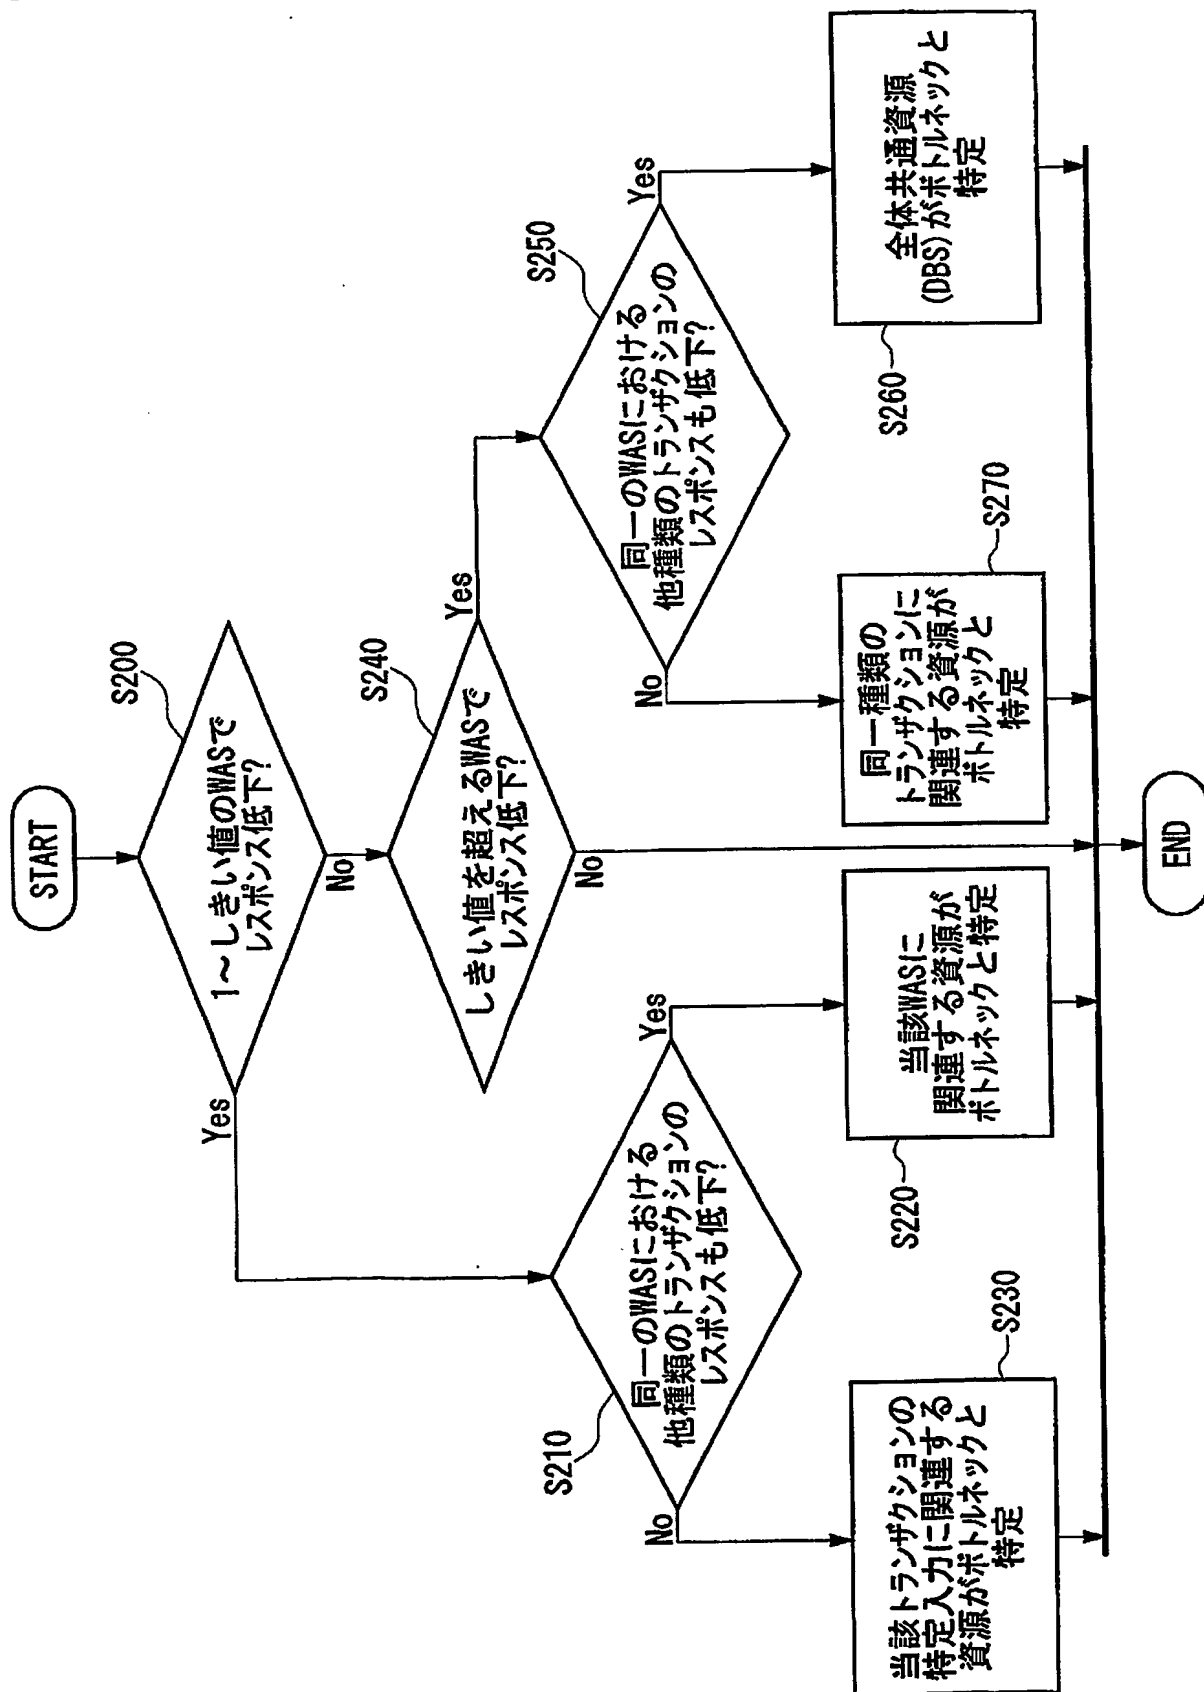 START
S200
1～しきい値のWASで
レスポンス低下?
Yes
No
S240
しきい値を超えるWASで
レスポンス低下?
Yes
No
S210
同一のWASにおける
他種類のトランザクションの
レスポンスも低下?
No
Yes
S250
同一のWASにおける
他種類のトランザクションの
レスポンスも低下?
No
Yes
S230
当該トランザクションの
特定入力に関連する
資源がボトルネックと
特定
S220
当該WASに
関連する資源が
ボトルネックと特定
S270
同一種類の
トランザクションに
関連する資源が
ボトルネックと
特定
S260
全体共通資源
(DBS)がボトルネックと
特定
END